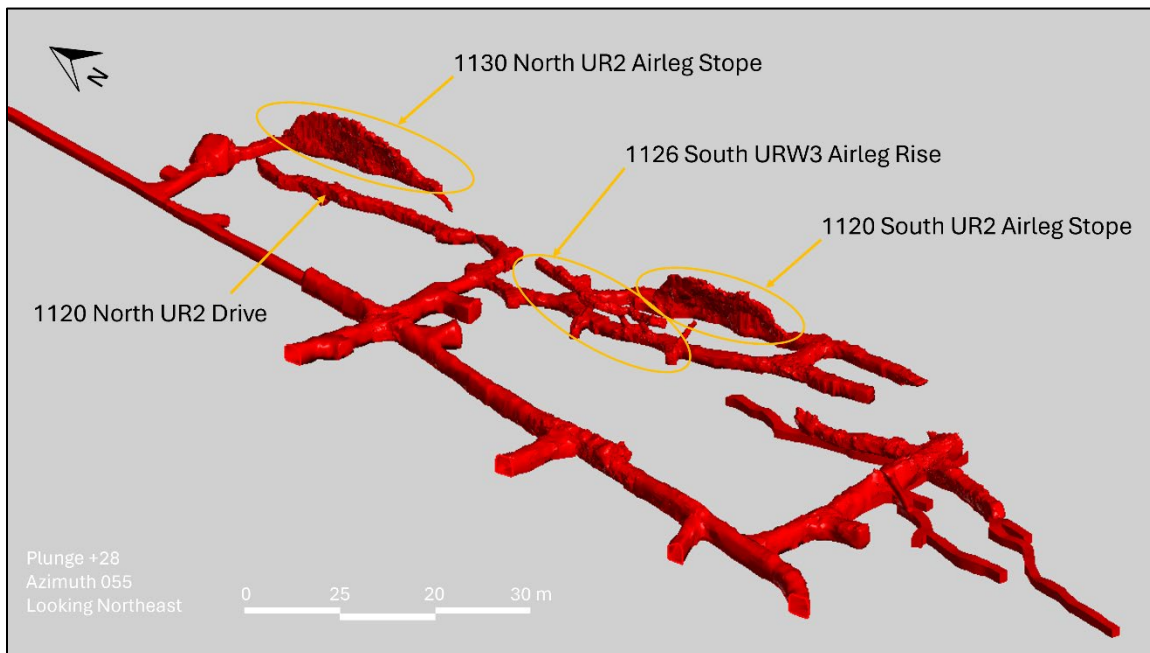 1130 North UR2 Airleg Stope
N
1126 South URW3 Airleg Rise
1120 South UR2 Airleg Stope
1120 North UR2 Drive
Plunge +28
Azimuth 055
Looking Northeast
0 25 20 30 m